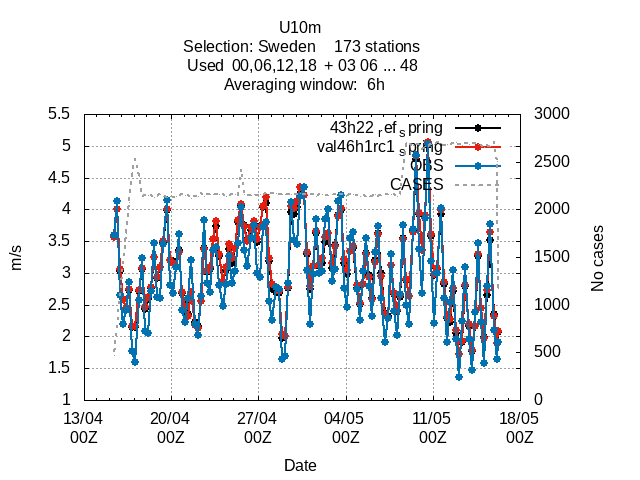 U10m
Selection: Sweden 173 stations
Used 00,06,12,18 + 03 06 ... 48
Averaging window: 6h
43h22_ref_spring
val46h1rc1_spring
OBS
CASES
m/s
5.5
5
4.5
4
3.5
3
2.5
2
1.5
1
3000
2500
2000
1500
1000
500
0
No cases
13/04 20/04 27/04 04/05 11/05 18/05
00Z 00Z 00Z 00Z 00Z 00Z
Date